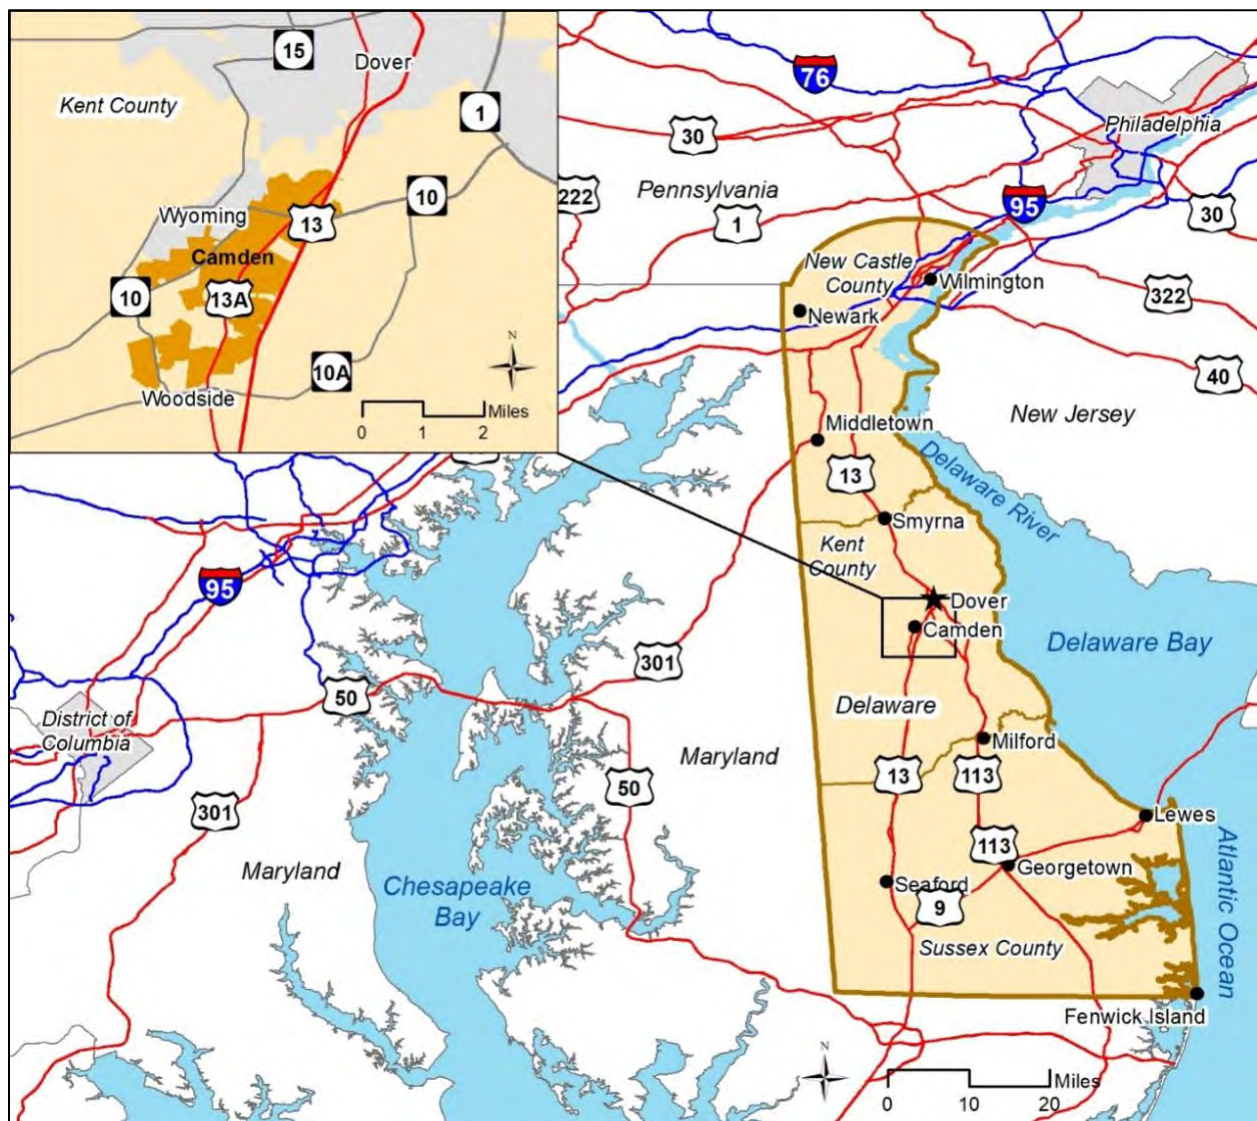 15
Dover
Kent County
1
10
Wyoming
13
Camden
10
13A
10A
Woodside
N
Miles
0 1 2
76
30
Philadelphia
Pennsylvania
222
1
95
30
New Castle
County
Wilmington
Newark
322
40
New Jersey
Middletown
13
Delaware River
Smyrna
Kent
County
95
Dover
Camden
Delaware Bay
301
50
District of
Columbia
Delaware
Maryland
Milford
50
13
113
301
Lewes
113
Maryland
Georgetown
Chesapeake
Bay
Seaford
9
Atlantic Ocean
Sussex County
Fenwick Island
N
Miles
0 10 20